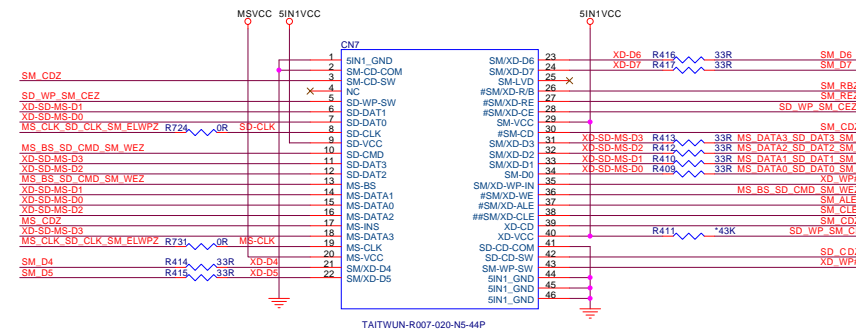 MSVCC 5IN1VCC 5IN1VCC
CN7
1 5IN1_GND SM/XD-D6 23 XD-D6 R416 33R SM_D6
2 SM-CD-COM SM/XD-D7 24 XD-D7 R417 33R SM_D7
SM_CDZ 3 SM-CD-SW SM-LVD 25
4 NC #SM/XD-R/B 26 SM_RBZ
SD_WP_SM_CEZ 5 SD-WP-SW #SM/XD-RE 27 SM_REZ
XD-SD-MS-D1 6 SD-DAT1 #SM/XD-CE 28 SD_WP_SM_CEZ
XD-SD-MS-D0 7 SD-DAT0 SM-VCC 29
MS_CLK_SD_CLK_SM_ELWPZ R724 0R SD-CLK 8 SD-CLK #SM-CD 30 SM_CDZ
9 SD-VCC SM/XD-D3 31 XD-SD-MS-D3 R413 33R MS_DATA3_SD_DAT3_SM
MS_BS_SD_CMD_SM_WEZ 10 SD-CMD SM/XD-D2 32 XD-SD-MS-D2 R412 33R MS_DATA2_SD_DAT2_SM
XD-SD-MS-D3 11 SD-DAT3 SM/XD-D1 33 XD-SD-MS-D1 R410 33R MS_DATA1_SD_DAT1_SM
XD-SD-MS-D2 12 SD-DAT2 SM-D0 34 XD-SD-MS-D0 R409 33R MS_DATA0_SD_DAT0_SM
MS_BS_SD_CMD_SM_WEZ 13 MS-BS SM/XD-WP-IN 35 XD_WP#
XD-SD-MS-D1 14 MS-DATA1 #SM/XD-WE 36 MS_BS_SD_CMD_SM_WEZ
XD-SD-MS-D0 15 MS-DATA0 #SM/XD-ALE 37 SM_ALE
XD-SD-MS-D2 16 MS-DATA2 ##SM/XD-CLE 38 SM_CLE
MS_CDZ 17 MS-INS XD-CD 39 SM_CDZ
XD-SD-MS-D3 18 MS-DATA3 XD-VCC 40 R411 *43K SD_WP_SM_C
MS_CLK_SD_CLK_SM_ELWPZ R731 0R MS-CLK 19 MS-CLK SD-CD-COM 41
20 MS-VCC SD-CD-SW 42 SD_CDZ
SM_D4 R414 33R XD-D4 21 SM/XD-D4 SM-WP-SW 43 XD_WP#
SM_D5 R415 33R XD-D5 22 SM/XD-D5 5IN1_GND 44
5IN1_GND 45
5IN1_GND 46
TAITWUN-R007-020-N5-44P